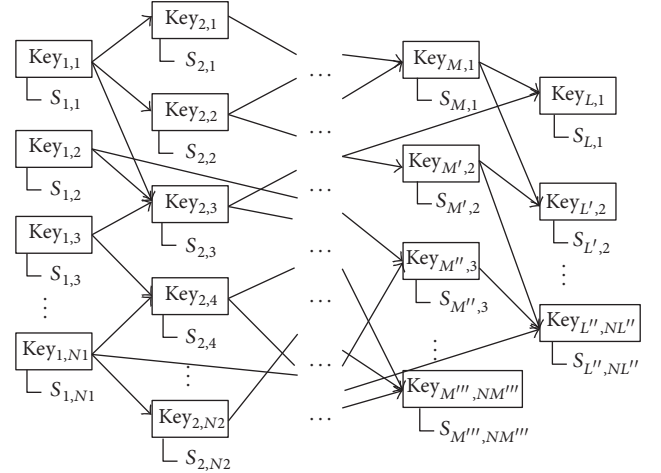 Key1,1
S1,1
Key1,2
S1,2
Key1,3
S1,3
⋮
Key1,N1
S1,N1
Key2,1
S2,1
Key2,2
S2,2
Key2,3
S2,3
Key2,4
S2,4
⋮
Key2,N2
S2,N2
...
...
...
...
...
...
KeyM,1
SM,1
KeyM′,2
SM′,2
KeyM″,3
SM″,3
⋮
KeyM‴,NM‴
SM‴,NM‴
KeyL,1
SL,1
KeyL′,2
SL′,2
⋮
KeyL″,NL″
SL″,NL″